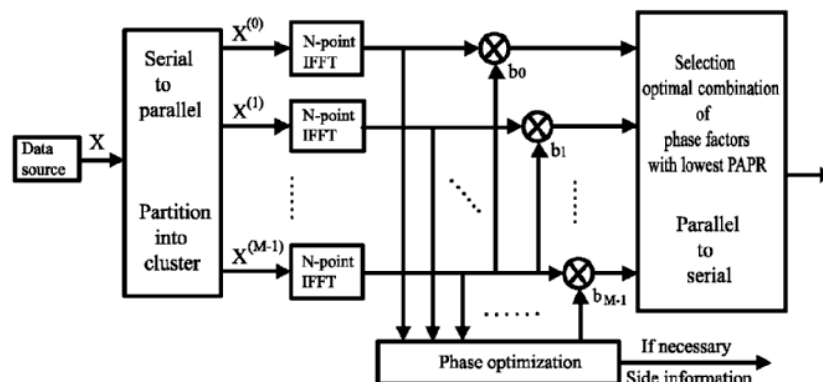 Data
source
X
Serial
to
parallel
Partition
into
cluster
X(0)
N-point
IFFT
b0
X(1)
N-point
IFFT
b1
X(M-1)
N-point
IFFT
bM-1
Selection
optimal combination
of
phase factors
with lowest PAPR
Parallel
to
serial
Phase optimization
If necessary
Side information